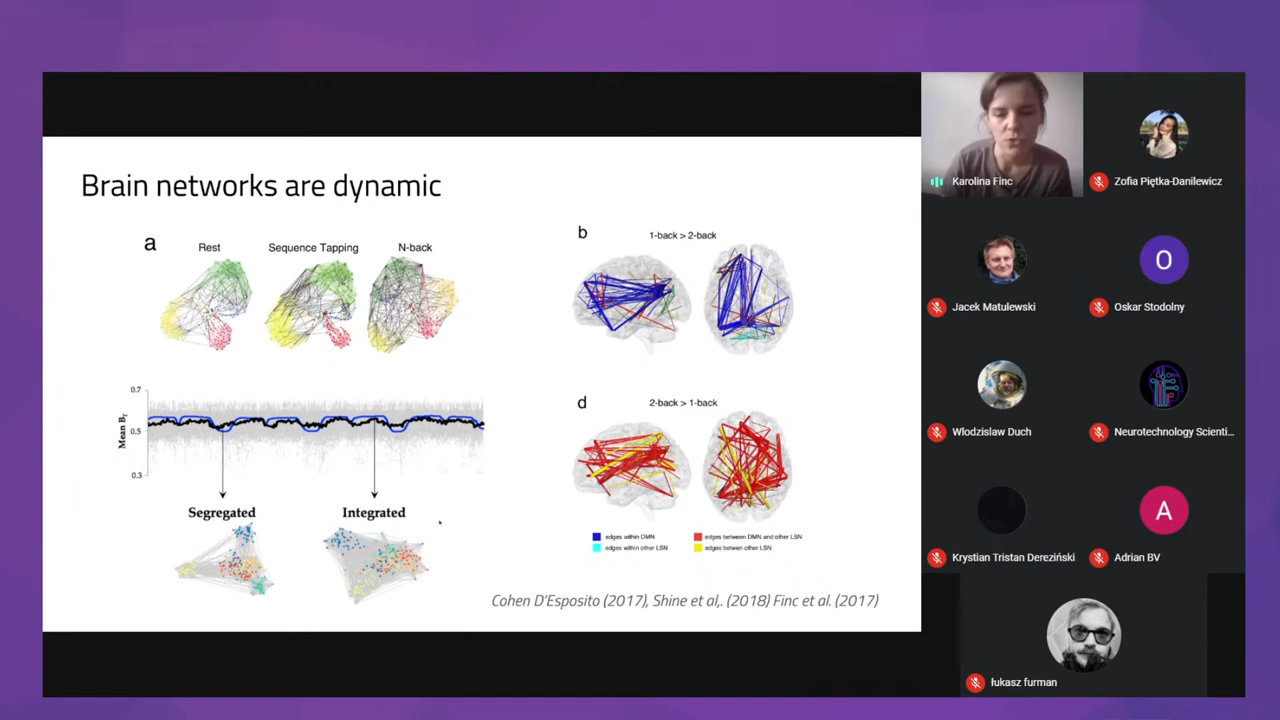 Brain networks are dynamic
a
Rest
Sequence Tapping
N-back
0.7
0.5
0.3
Mean BT
Segregated
Integrated
b
1-back > 2-back
d
2-back > 1-back
edges within DMN
edges between DMN and other LSN
edges within other LSN
edges betwen other LSN
Cohen D'Esposito (2017), Shine et al,. (2018) Finc et al. (2017)
Karolina Finc
Zofia Piętka-Danilewicz
Jacek Matulewski
O
Oskar Stodolny
Wlodzislaw Duch
Neurotechnology Scienti...
Krystian Tristan Dereziński
A
Adrian BV
łukasz furman